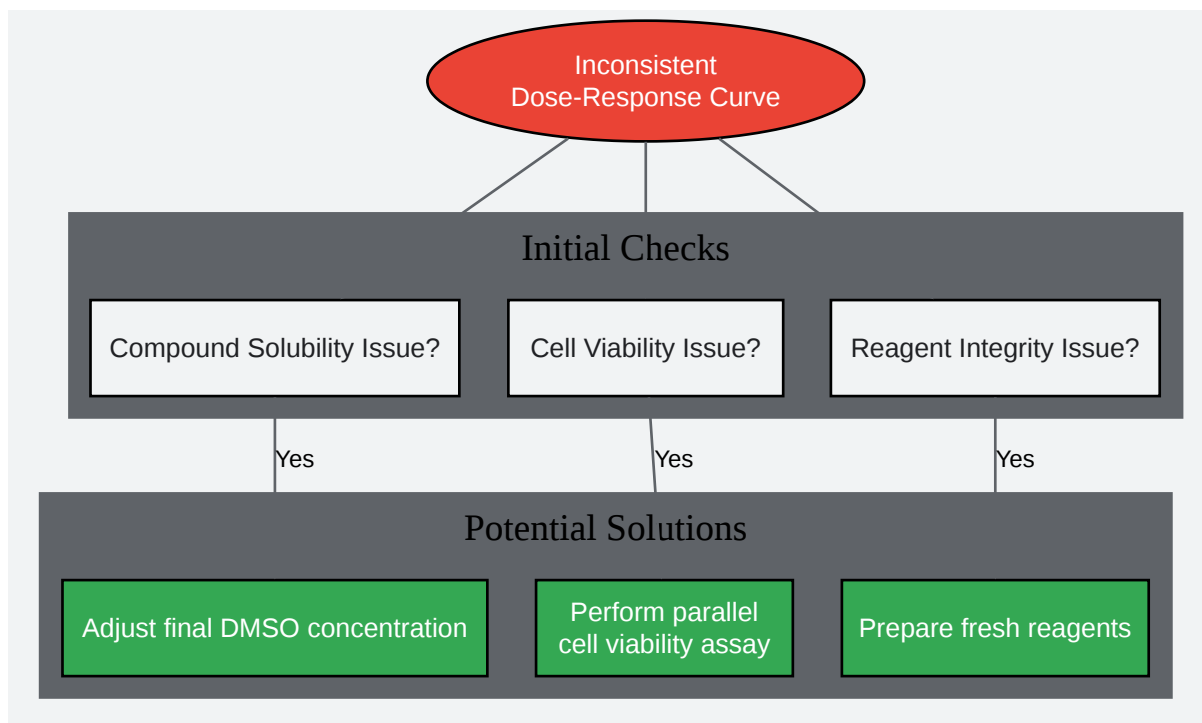 Inconsistent
Dose-Response Curve
Initial Checks
Compound Solubility Issue?
Cell Viability Issue?
Reagent Integrity Issue?
Yes
Yes
Yes
Potential Solutions
Adjust final DMSO concentration
Perform parallel
cell viability assay
Prepare fresh reagents